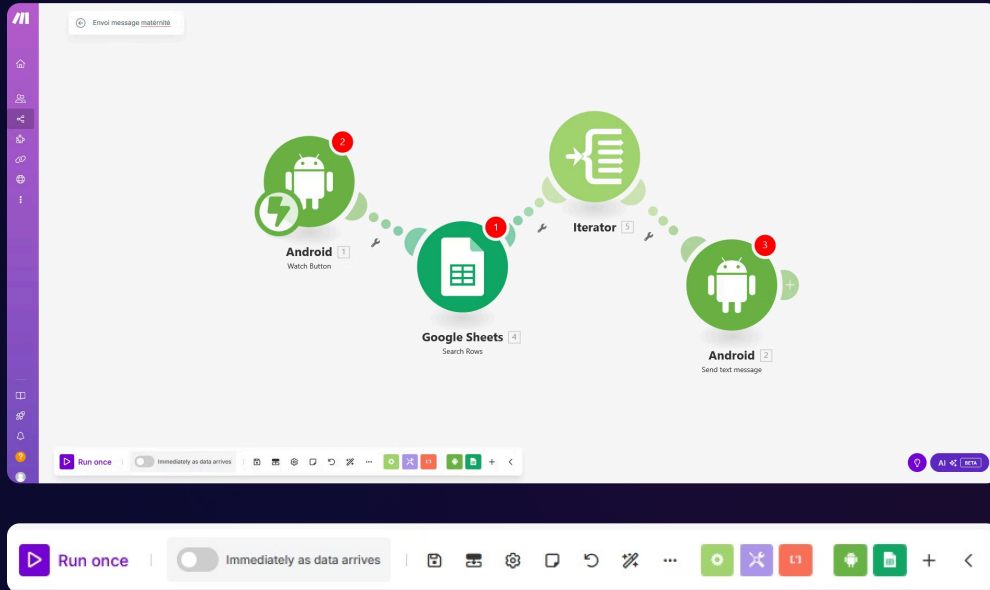 Envoi message matérnité
2
Android 1
Watch Button
1
Google Sheets 4
Search Rows
Iterator 5
3
Android 2
Send text message
Run once
Immediately as data arrives
AI BETA
Run once
Immediately as data arrives